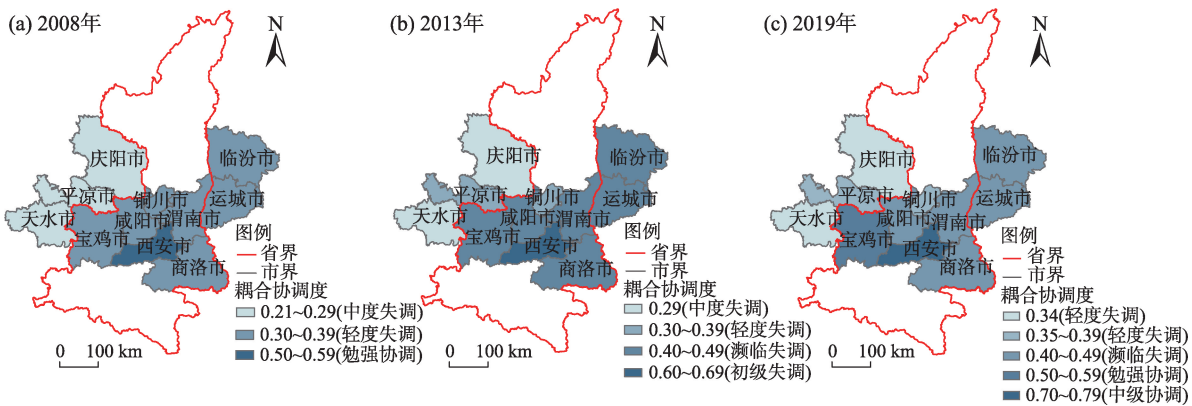 (a) 2008年
N
庆阳市
临汾市
平凉市
铜川市
运城市
天水市
咸阳市
渭南市
宝鸡市
西安市
商洛市
图例
省界
市界
耦合协调度
0.21~0.29(中度失调)
0.30~0.39(轻度失调)
0.50~0.59(勉强协调)
0 100 km
(b) 2013年
N
庆阳市
临汾市
平凉市
铜川市
运城市
天水市
咸阳市
渭南市
宝鸡市
西安市
商洛市
图例
省界
市界
耦合协调度
0.29(中度失调)
0.30~0.39(轻度失调)
0.40~0.49(濒临失调)
0.60~0.69(初级失调)
0 100 km
(c) 2019年
N
庆阳市
临汾市
平凉市
铜川市
运城市
天水市
咸阳市
渭南市
宝鸡市
西安市
商洛市
图例
省界
市界
耦合协调度
0.34(轻度失调)
0.35~0.39(轻度失调)
0.40~0.49(濒临失调)
0.50~0.59(勉强协调)
0.70~0.79(中级协调)
0 100 km